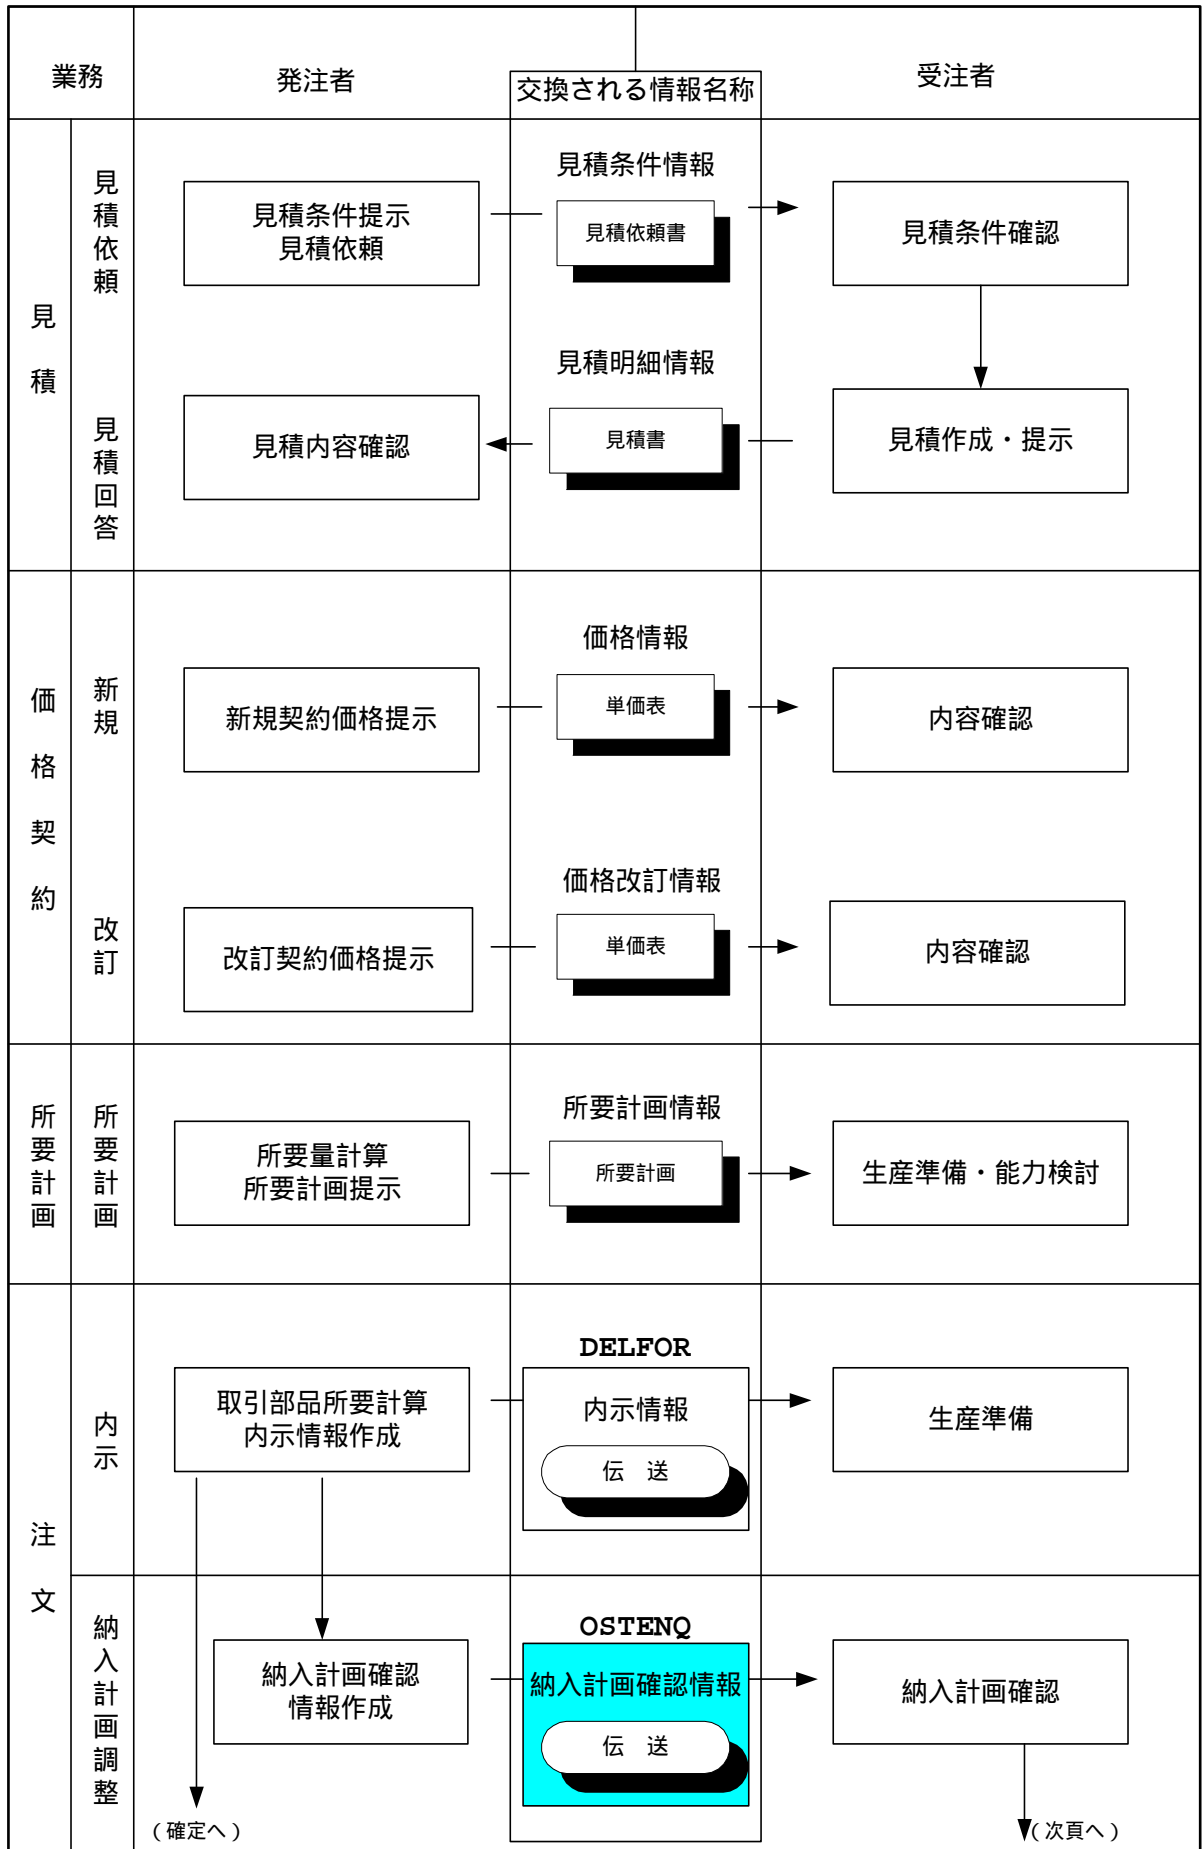 業務
発注者
交換される情報名称
受注者
見積
見積依頼
見積条件提示
見積依頼
見積条件情報
見積依頼書
見積条件確認
見積回答
見積内容確認
見積明細情報
見積書
見積作成・提示
価格契約
新規
新規契約価格提示
価格情報
単価表
内容確認
改訂
改訂契約価格提示
価格改訂情報
単価表
内容確認
所要計画
所要計画
所要量計算
所要計画提示
所要計画情報
所要計画
生産準備・能力検討
注文
内示
取引部品所要計算
内示情報作成
DELFOR
内示情報
伝　送
生産準備
納入計画調整
納入計画確認
情報作成
OSTENQ
納入計画確認情報
伝　送
納入計画確認
(確定へ)
(次頁へ)